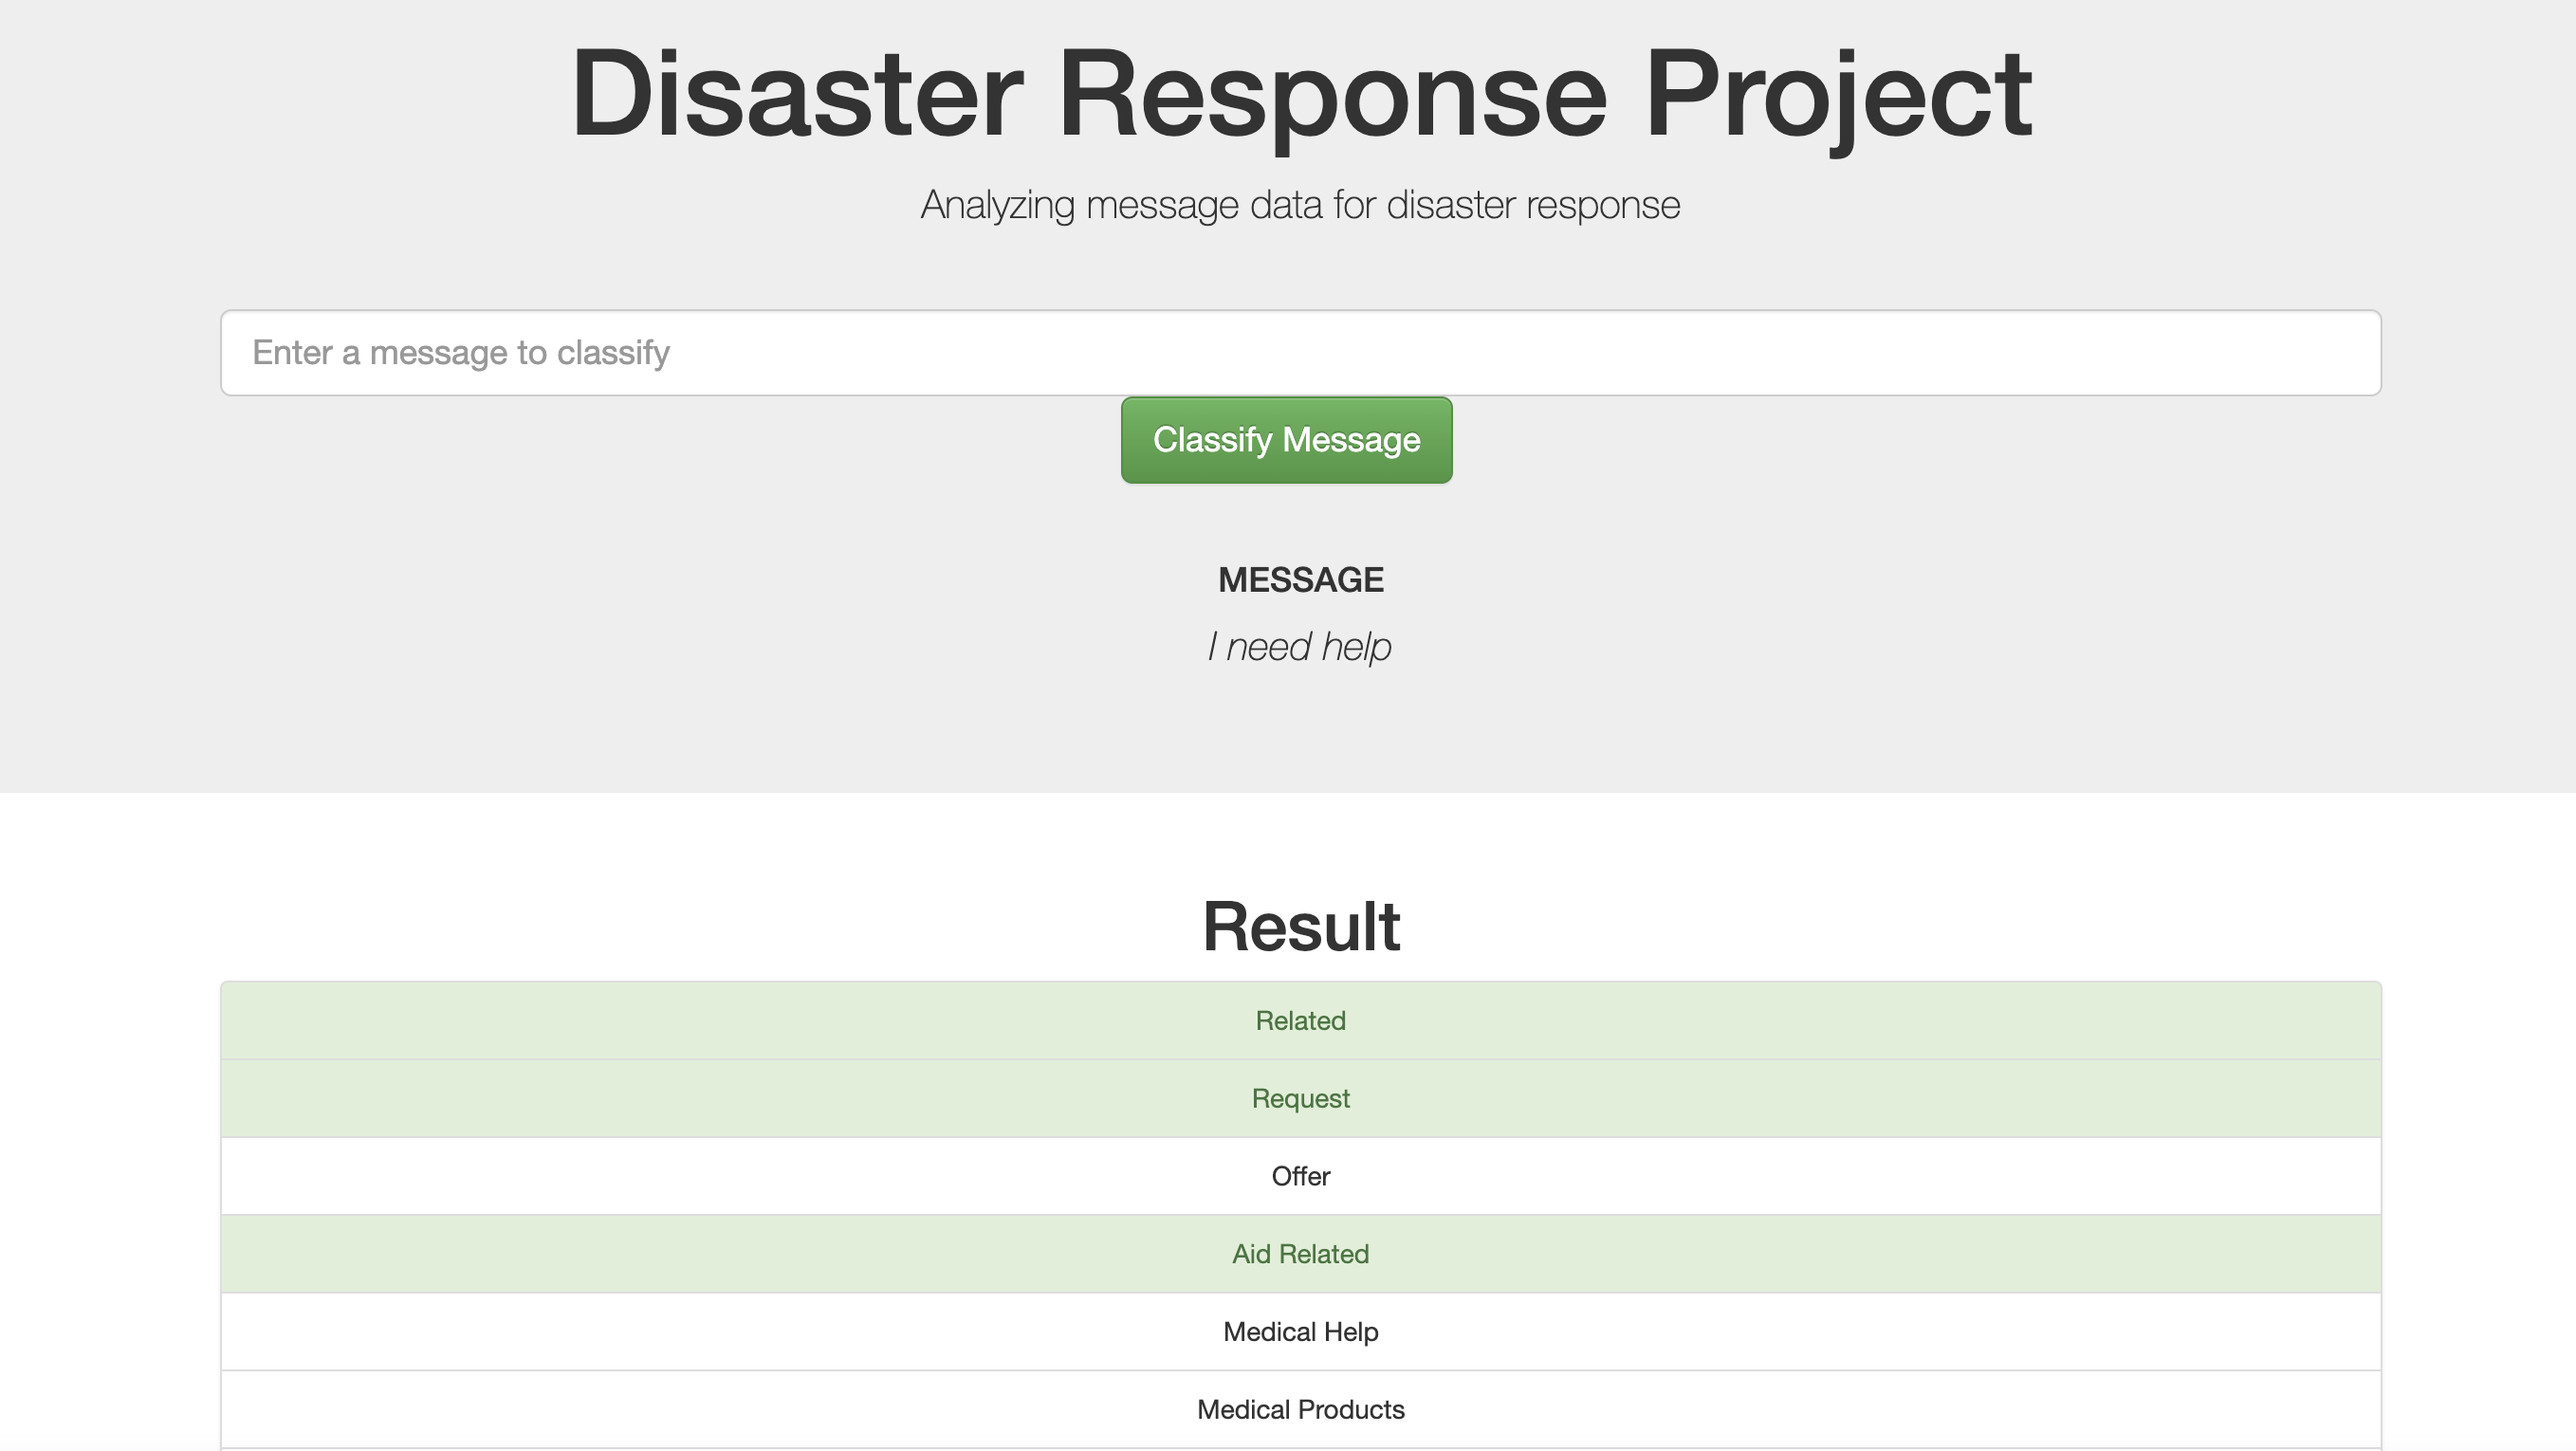 Disaster Response Project
Analyzing message data for disaster response
Enter a message to classify
Classify Message
MESSAGE
I need help
Result
Related
Request
Offer
Aid Related
Medical Help
Medical Products